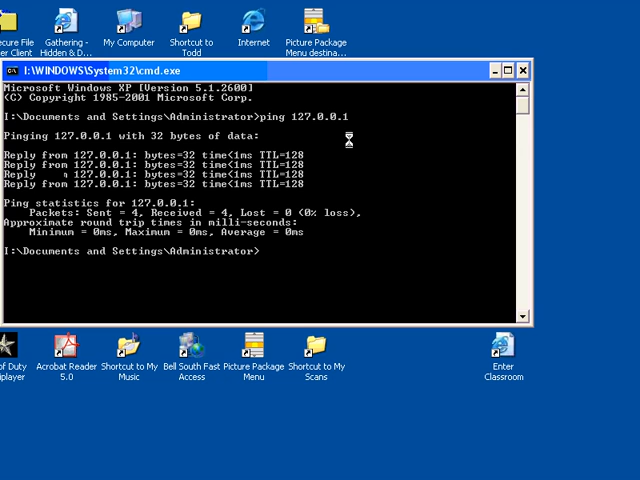 ecure File
er Client
Gathering -
Hidden & D...
My Computer
Shortcut to
Todd
Internet
Picture Package
Menu destina...
I:\WINDOWS\System32\cmd.exe
Microsoft Windows XP [Version 5.1.2600]
(C) Copyright 1985-2001 Microsoft Corp.
I:\Documents and Settings\Administrator>ping 127.0.0.1
Pinging 127.0.0.1 with 32 bytes of data:
Reply from 127.0.0.1: bytes=32 time<1ms TTL=128
Reply from 127.0.0.1: bytes=32 time<1ms TTL=128
Reply 127.0.0.1: bytes=32 time<1ms TTL=128
Reply from 127.0.0.1: bytes=32 time<1ms TTL=128
Ping statistics for 127.0.0.1:
Packets: Sent = 4, Received = 4, Lost = 0 (0% loss),
Approximate round trip times in milli-seconds:
Minimum = 0ms, Maximum = 0ms, Average = 0ms
I:\Documents and Settings\Administrator>
of Duty
iplayer
Acrobat Reader
5.0
Shortcut to My
Music
Bell South Fast
Access
Picture Package
Menu
Shortcut to My
Scans
Enter
Classroom